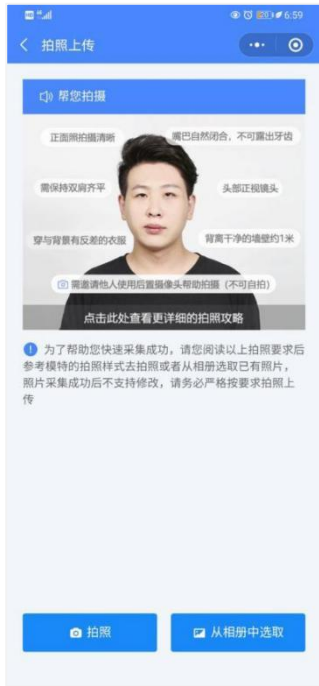 6:59
拍照上传
帮您拍摄
正面照拍摄清晰
嘴巴自然闭合，不可露出牙齿
需保持双肩齐平
头部正视镜头
穿与背景有反差的衣服
背离干净的墙壁约1米
需邀请他人使用后置摄像头帮助拍摄（不可自拍）
点击此处查看更详细的拍照攻略
为了帮助您快速采集成功，请您阅读以上拍照要求后
参考模特的拍照样式去拍照或者从相册选取已有照片，
照片采集成功后不支持修改，请务必严格按要求拍照上
传
拍照
从相册中选取